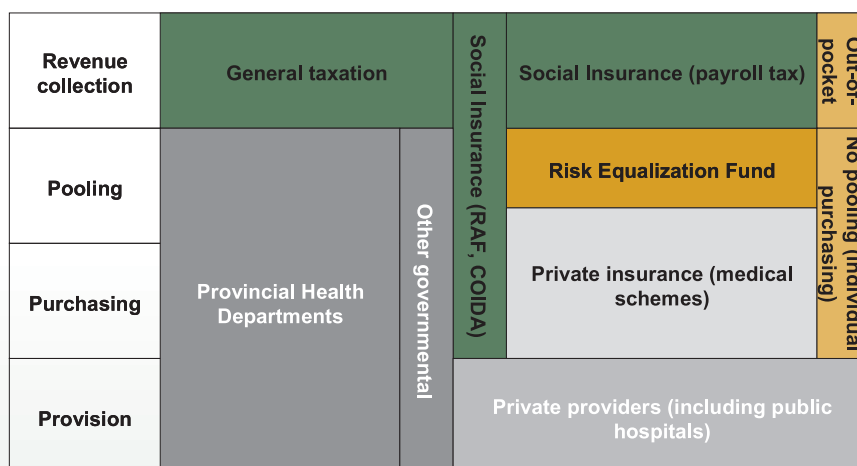 Revenue
collection
General taxation
Social Insurance (RAF, COIDA)
Social Insurance (payroll tax)
Out-of-
pocket
Pooling
Other governmental
Risk Equalization Fund
No pooling (individual
purchasing)
Purchasing
Provincial Health
Departments
Private insurance (medical
schemes)
Provision
Private providers (including public
hospitals)